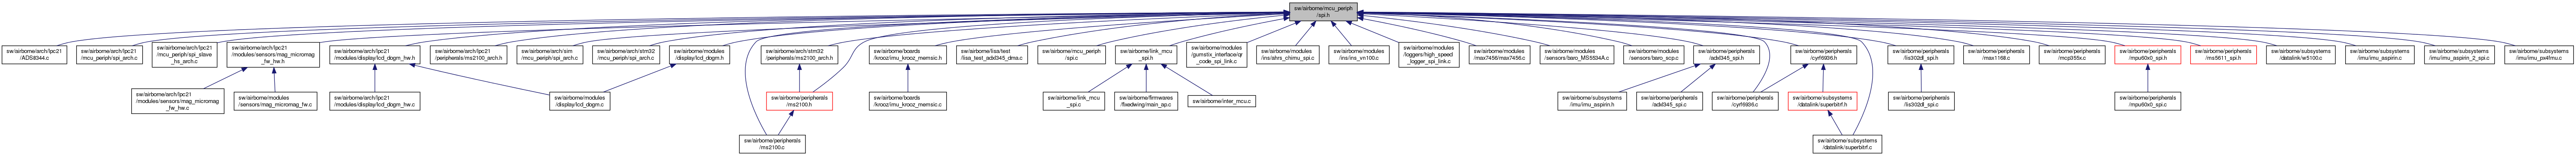 sw/airborne/mcu_periph
/spi.h
sw/airborne/arch/lpc21
/ADS8344.c
sw/airborne/arch/lpc21
/mcu_periph/spi_arch.c
sw/airborne/arch/lpc21
/mcu_periph/spi_slave
_hs_arch.c
sw/airborne/arch/lpc21
/modules/sensors/mag_micromag
_fw_hw.h
sw/airborne/arch/lpc21
/modules/display/lcd_dogm_hw.h
sw/airborne/arch/lpc21
/peripherals/ms2100_arch.h
sw/airborne/arch/sim
/mcu_periph/spi_arch.c
sw/airborne/arch/stm32
/mcu_periph/spi_arch.c
sw/airborne/modules
/display/lcd_dogm.h
sw/airborne/arch/stm32
/peripherals/ms2100_arch.h
sw/airborne/boards
/krooz/imu_krooz_memsic.h
sw/airborne/lisa/test
/lisa_test_adxl345_dma.c
sw/airborne/mcu_periph
/spi.c
sw/airborne/link_mcu
_spi.h
sw/airborne/modules
/gumstix_interface/qr
_code_spi_link.c
sw/airborne/modules
/ins/ahrs_chimu_spi.c
sw/airborne/modules
/ins/ins_vn100.c
sw/airborne/modules
/loggers/high_speed
_logger_spi_link.c
sw/airborne/modules
/max7456/max7456.c
sw/airborne/modules
/sensors/baro_MS5534A.c
sw/airborne/modules
/sensors/baro_scp.c
sw/airborne/peripherals
/adxl345_spi.h
sw/airborne/peripherals
/cyrf6936.h
sw/airborne/peripherals
/lis302dl_spi.h
sw/airborne/peripherals
/max1168.c
sw/airborne/peripherals
/mcp355x.c
sw/airborne/peripherals
/mpu60x0_spi.h
sw/airborne/peripherals
/ms5611_spi.h
sw/airborne/subsystems
/datalink/w5100.c
sw/airborne/subsystems
/imu/imu_aspirin.c
sw/airborne/subsystems
/imu/imu_aspirin_2_spi.c
sw/airborne/subsystems
/imu/imu_px4fmu.c
sw/airborne/arch/lpc21
/modules/sensors/mag_micromag
_fw_hw.c
sw/airborne/modules
/sensors/mag_micromag_fw.c
sw/airborne/arch/lpc21
/modules/display/lcd_dogm_hw.c
sw/airborne/modules
/display/lcd_dogm.c
sw/airborne/peripherals
/ms2100.h
sw/airborne/boards
/krooz/imu_krooz_memsic.c
sw/airborne/link_mcu
_spi.c
sw/airborne/firmwares
/fixedwing/main_ap.c
sw/airborne/inter_mcu.c
sw/airborne/subsystems
/imu/imu_aspirin.h
sw/airborne/peripherals
/adxl345_spi.c
sw/airborne/peripherals
/cyrf6936.c
sw/airborne/subsystems
/datalink/superbitrf.h
sw/airborne/peripherals
/lis302dl_spi.c
sw/airborne/peripherals
/mpu60x0_spi.c
sw/airborne/peripherals
/ms2100.c
sw/airborne/subsystems
/datalink/superbitrf.c